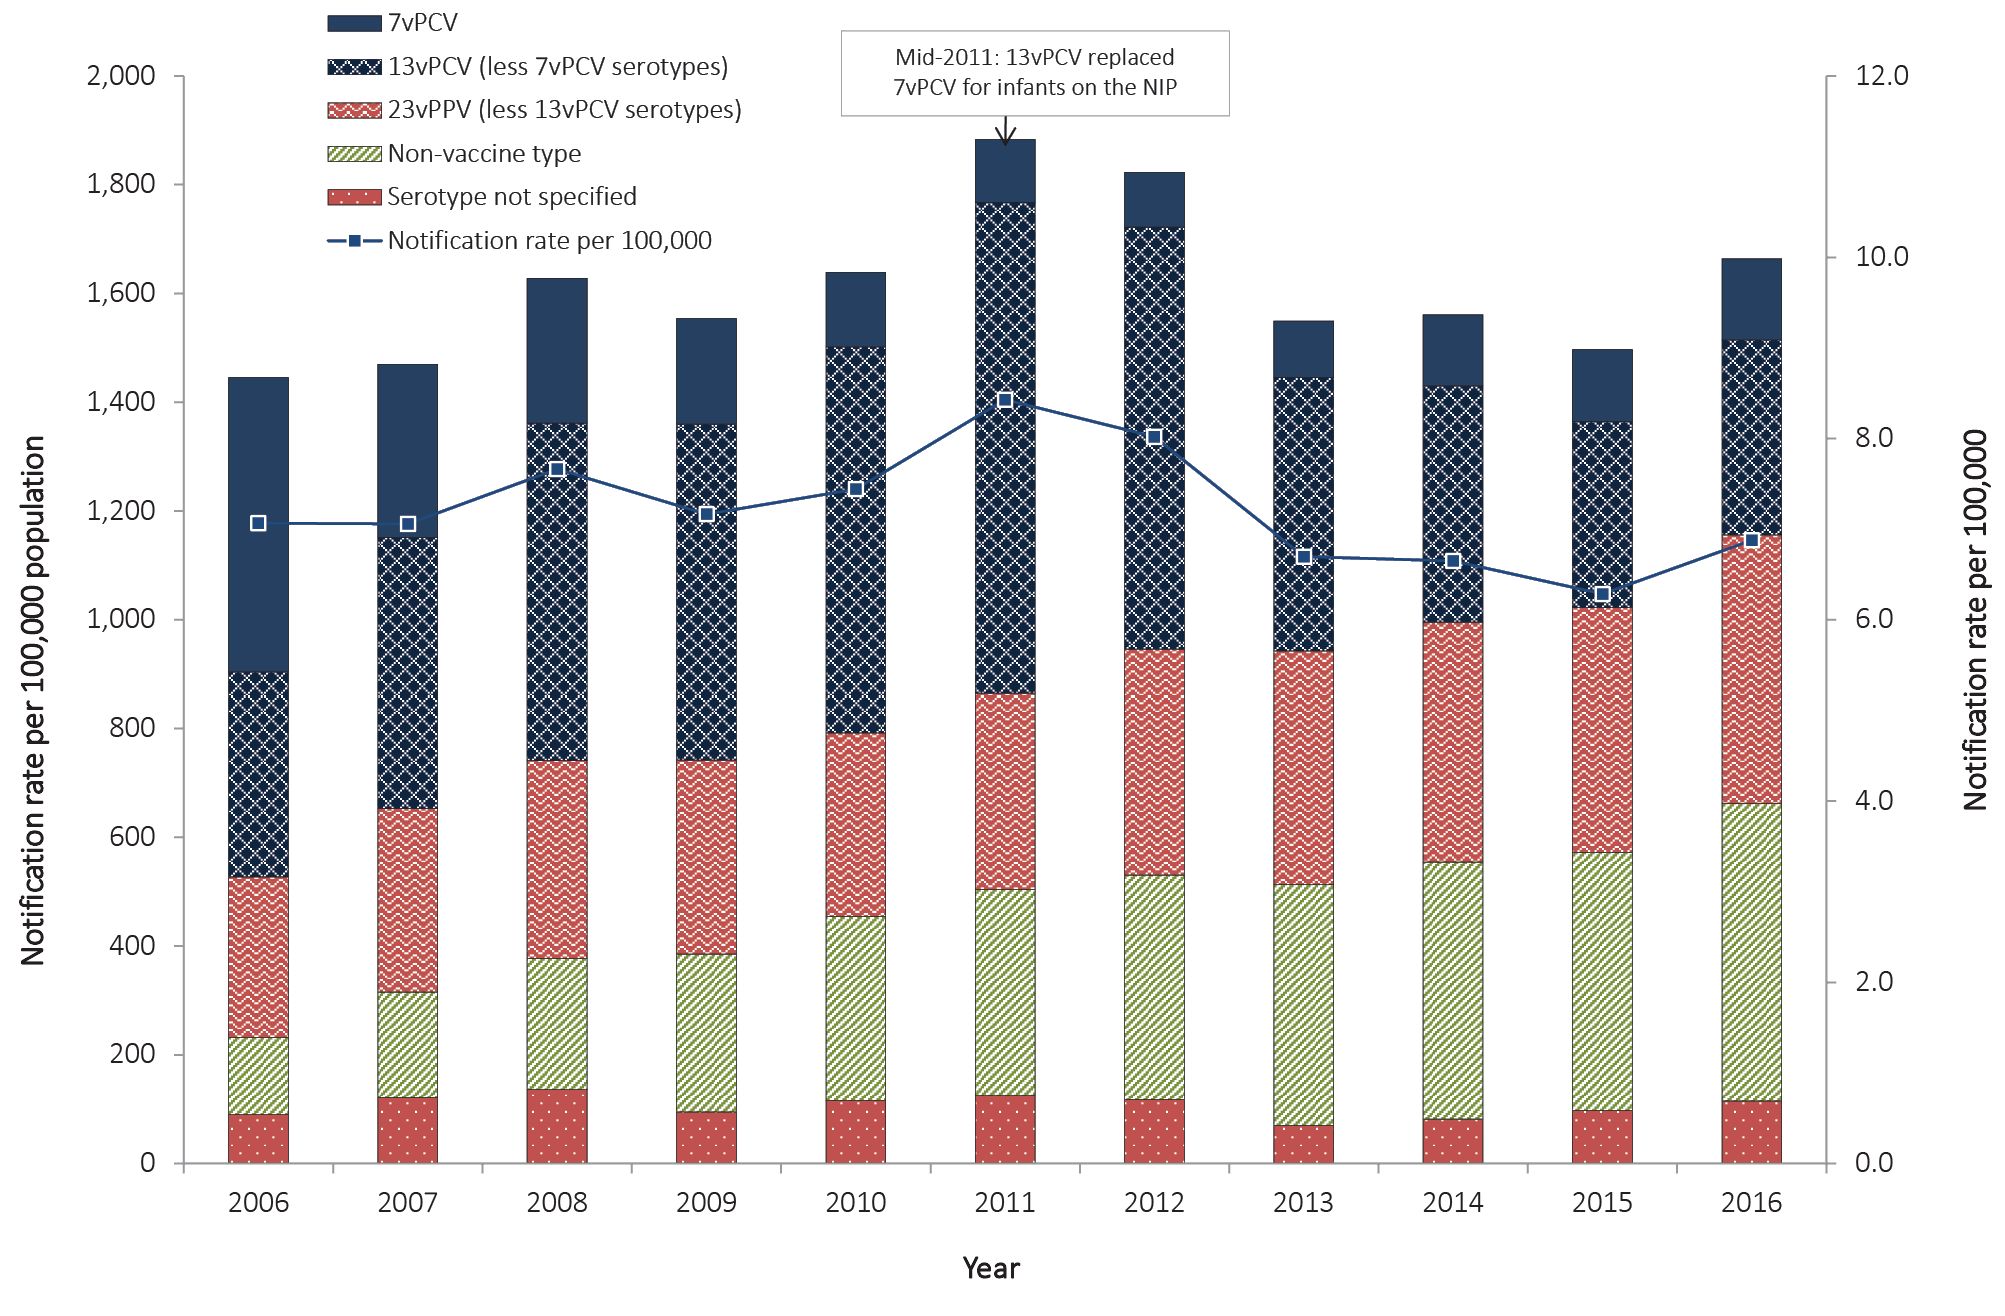 7vPCV
13vPCV (less 7vPCV serotypes)
23vPPV (less 13vPCV serotypes)
Non-vaccine type
Serotype not specified
Notification rate per 100,000
Mid-2011: 13vPCV replaced
7vPCV for infants on the NIP
Notification rate per 100,000 population
2,000
1,800
1,600
1,400
1,200
1,000
800
600
400
200
0
12.0
10.0
8.0
6.0
4.0
2.0
0.0
Notification rate per 100,000
2006 2007 2008 2009 2010 2011 2012 2013 2014 2015 2016
Year